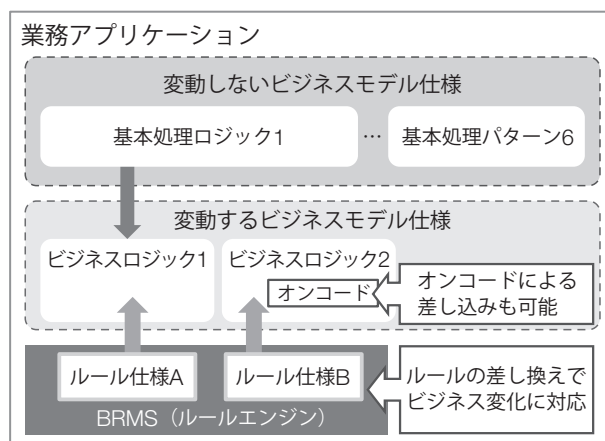 業務アプリケーション
変動しないビジネスモデル仕様
基本処理ロジック1
…
基本処理パターン6
変動するビジネスモデル仕様
ビジネスロジック1
ビジネスロジック2
オンコード
オンコードによる
差し込みも可能
ルール仕様A
ルール仕様B
BRMS（ルールエンジン）
ルールの差し換えで
ビジネス変化に対応